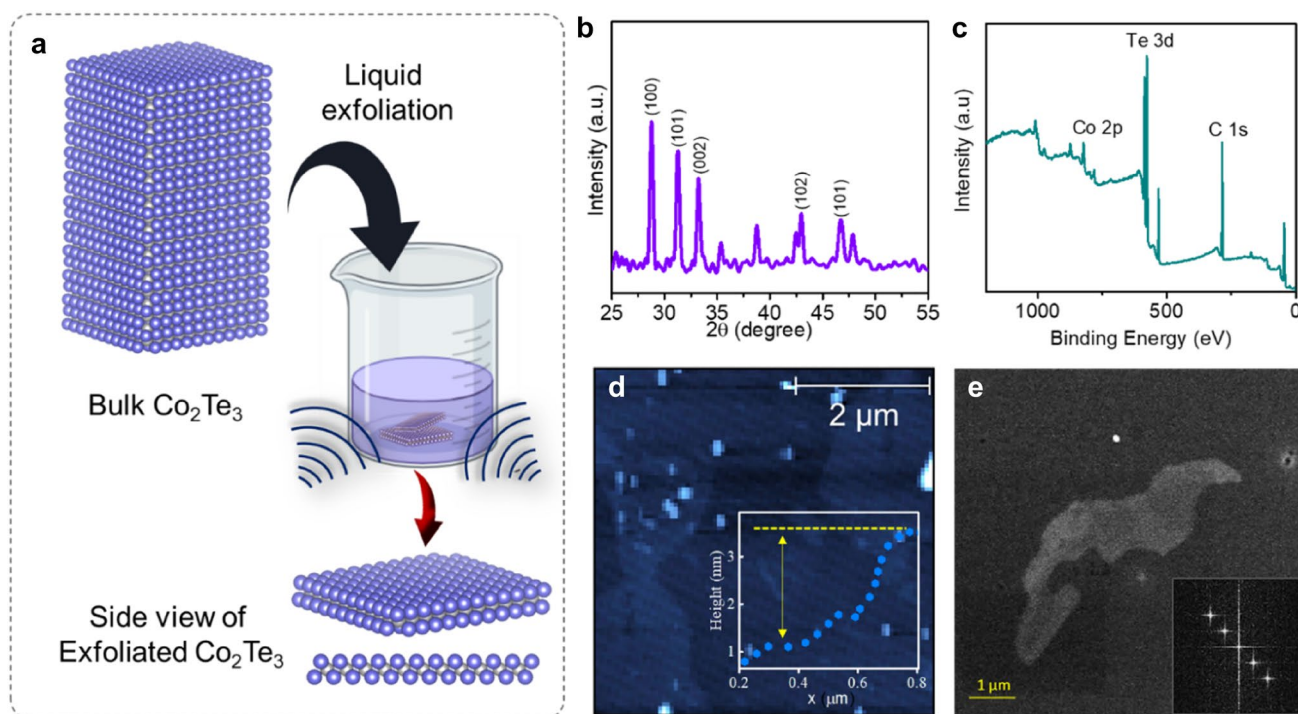 a
Liquid
exfoliation
Bulk Co₂Te₃
Side view of
Exfoliated Co₂Te₃
b
Intensity (a.u.)
(100)
(101)
(002)
(102)
(101)
25 30 35 40 45 50 55
2θ (degree)
c
Intensity (a.u)
Te 3d
Co 2p
C 1s
1000 500 0
Binding Energy (eV)
d
2 μm
Height (nm)
3
2
1
0.2 0.4 0.6 0.8
x (μm)
e
1 μm